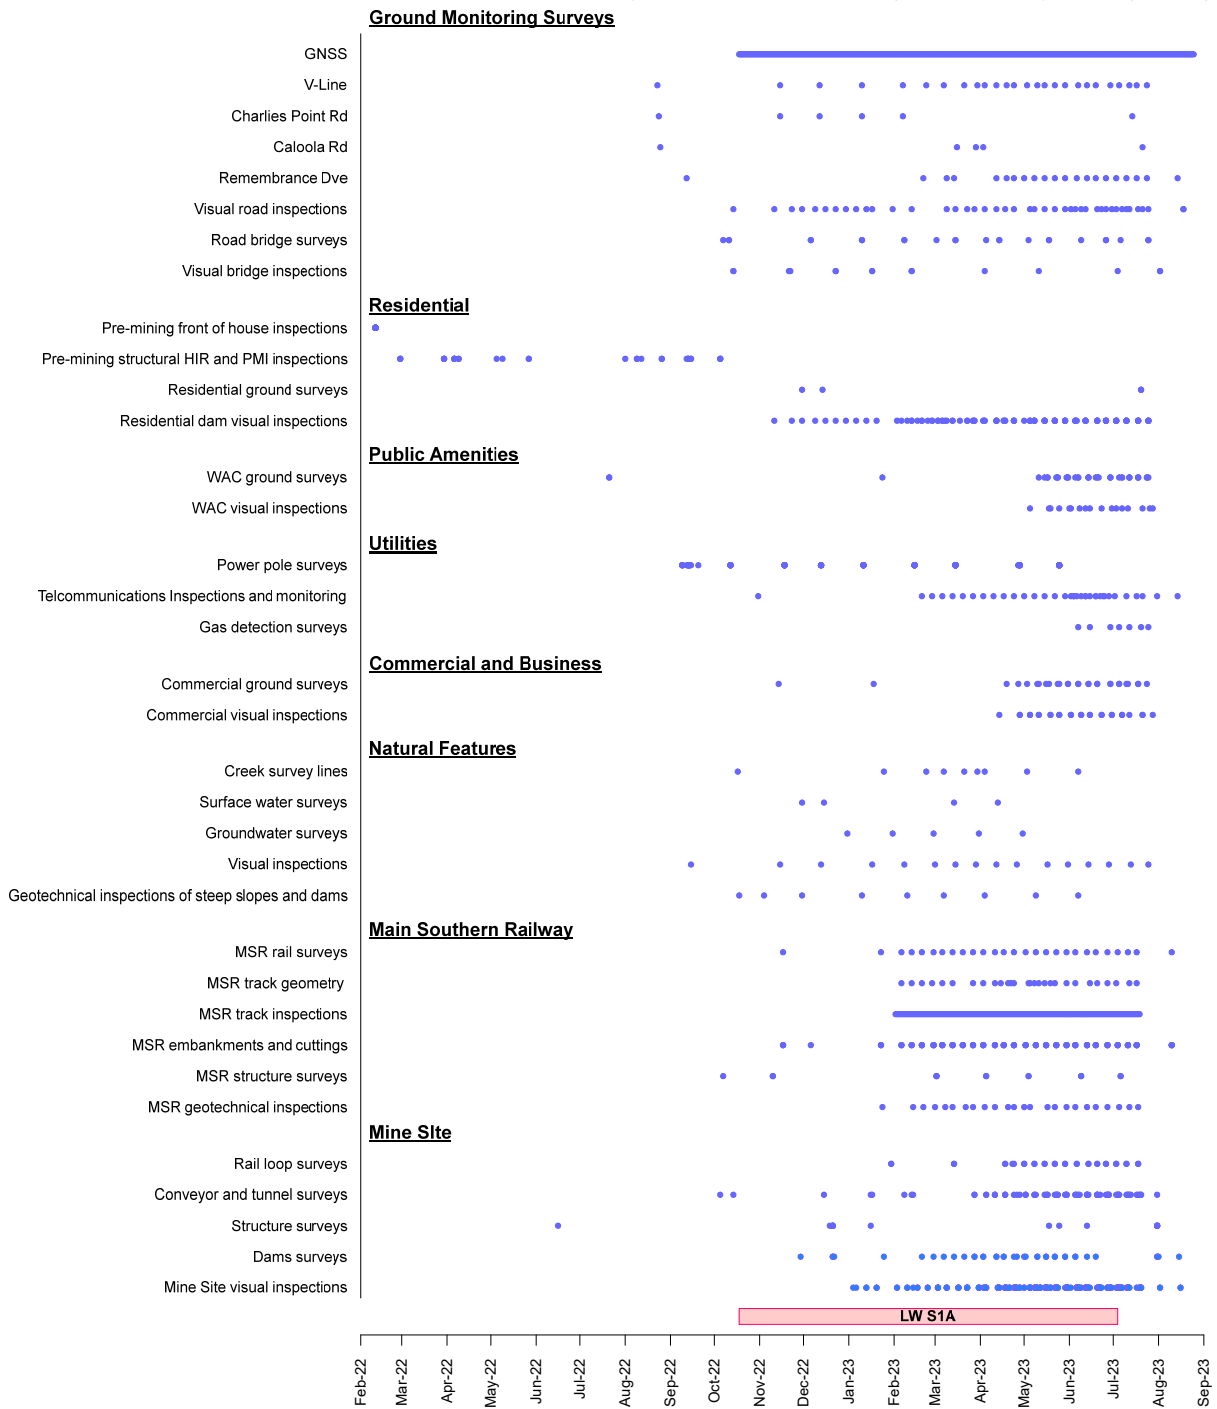 Ground Monitoring Surveys
GNSS
V-Line
Charlies Point Rd
Caloola Rd
Remembrance Dve
Visual road inspections
Road bridge surveys
Visual bridge inspections
Residential
Pre-mining front of house inspections
Pre-mining structural HIR and PMI inspections
Residential ground surveys
Residential dam visual inspections
Public Amenities
WAC ground surveys
WAC visual inspections
Utilities
Power pole surveys
Telcommunications Inspections and monitoring
Gas detection surveys
Commercial and Business
Commercial ground surveys
Commercial visual inspections
Natural Features
Creek survey lines
Surface water surveys
Groundwater surveys
Visual inspections
Geotechnical inspections of steep slopes and dams
Main Southern Railway
MSR rail surveys
MSR track geometry
MSR track inspections
MSR embankments and cuttings
MSR structure surveys
MSR geotechnical inspections
Mine SIte
Rail loop surveys
Conveyor and tunnel surveys
Structure surveys
Dams surveys
Mine Site visual inspections
LW S1A
Feb-22 Mar-22 Apr-22 May-22 Jun-22 Jul-22 Aug-22 Sep-22 Oct-22 Nov-22 Dec-22 Jan-23 Feb-23 Mar-23 Apr-23 May-23 Jun-23 Jul-23 Aug-23 Sep-23